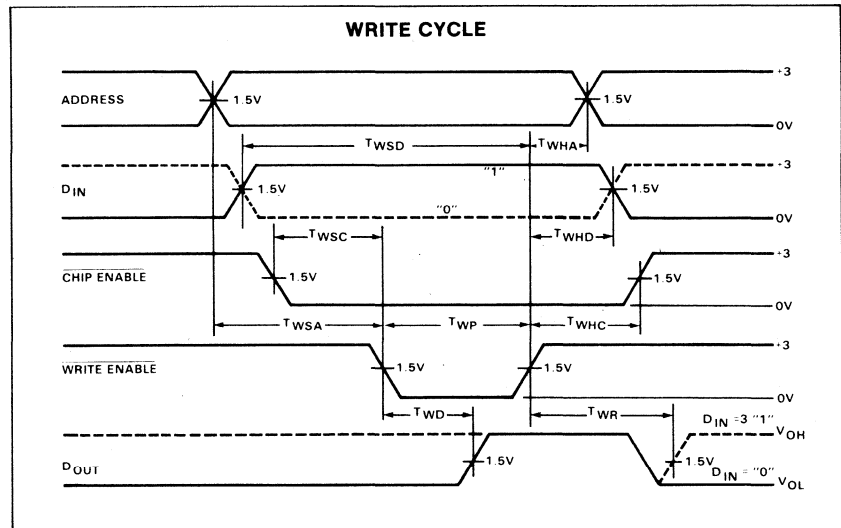 WRITE CYCLE
+3
ADDRESS
1.5V
1.5V
0V
TWSD
TWHA
+3
"1"
DIN
1.5V
1.5V
"0"
0V
TWSC
TWHD
+3
CHIP ENABLE
1.5V
1.5V
0V
TWSA
TWP
TWHC
+3
WRITE ENABLE
1.5V
1.5V
0V
TWD
TWR
DIN =3 "1"
VOH
DOUT
1.5V
1.5V
DIN = "0"
VOL